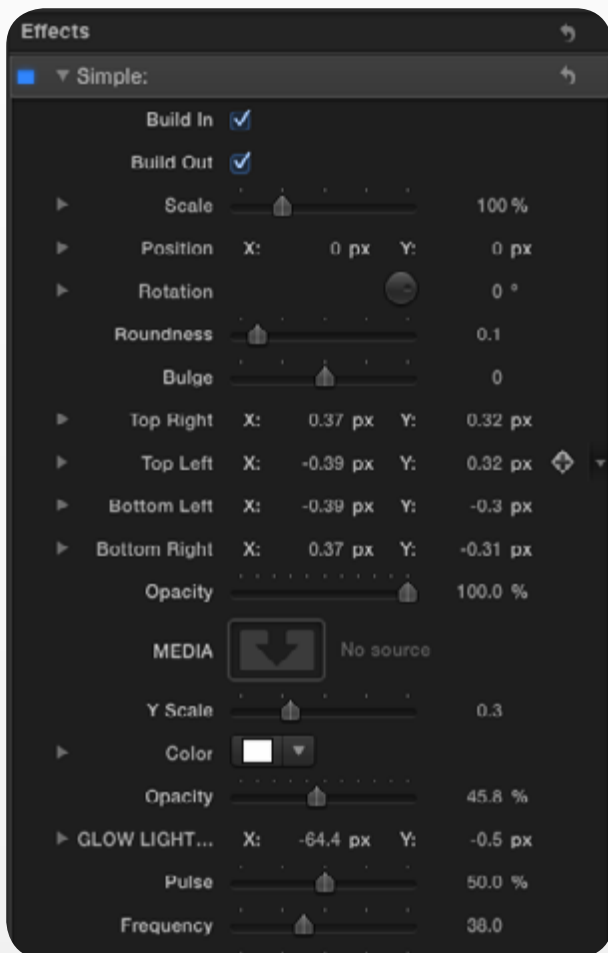 Effects
Simple:
Build In
Build Out
Scale 100 %
Position X: 0 px Y: 0 px
Rotation 0 °
Roundness 0.1
Bulge 0
Top Right X: 0.37 px Y: 0.32 px
Top Left X: -0.39 px Y: 0.32 px
Bottom Left X: -0.39 px Y: -0.3 px
Bottom Right X: 0.37 px Y: -0.31 px
Opacity 100.0 %
MEDIA No source
Y Scale 0.3
Color
Opacity 45.8 %
GLOW LIGHT... X: -64.4 px Y: -0.5 px
Pulse 50.0 %
Frequency 38.0